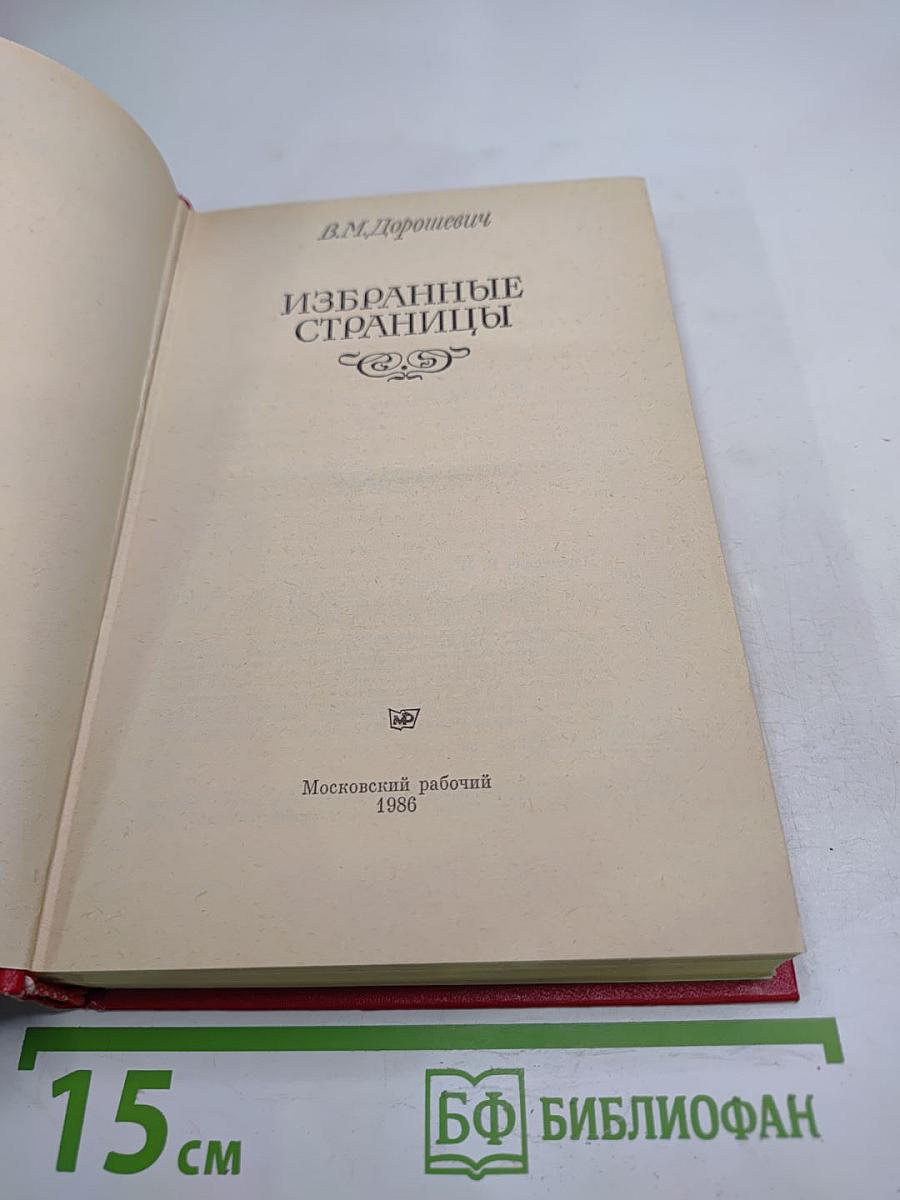 В.М. Дорошевич
ИЗБРАННЫЕ
СТРАНИЦЫ
МР
Московский рабочий
1986
15 см
БФ БИБЛИОФАН